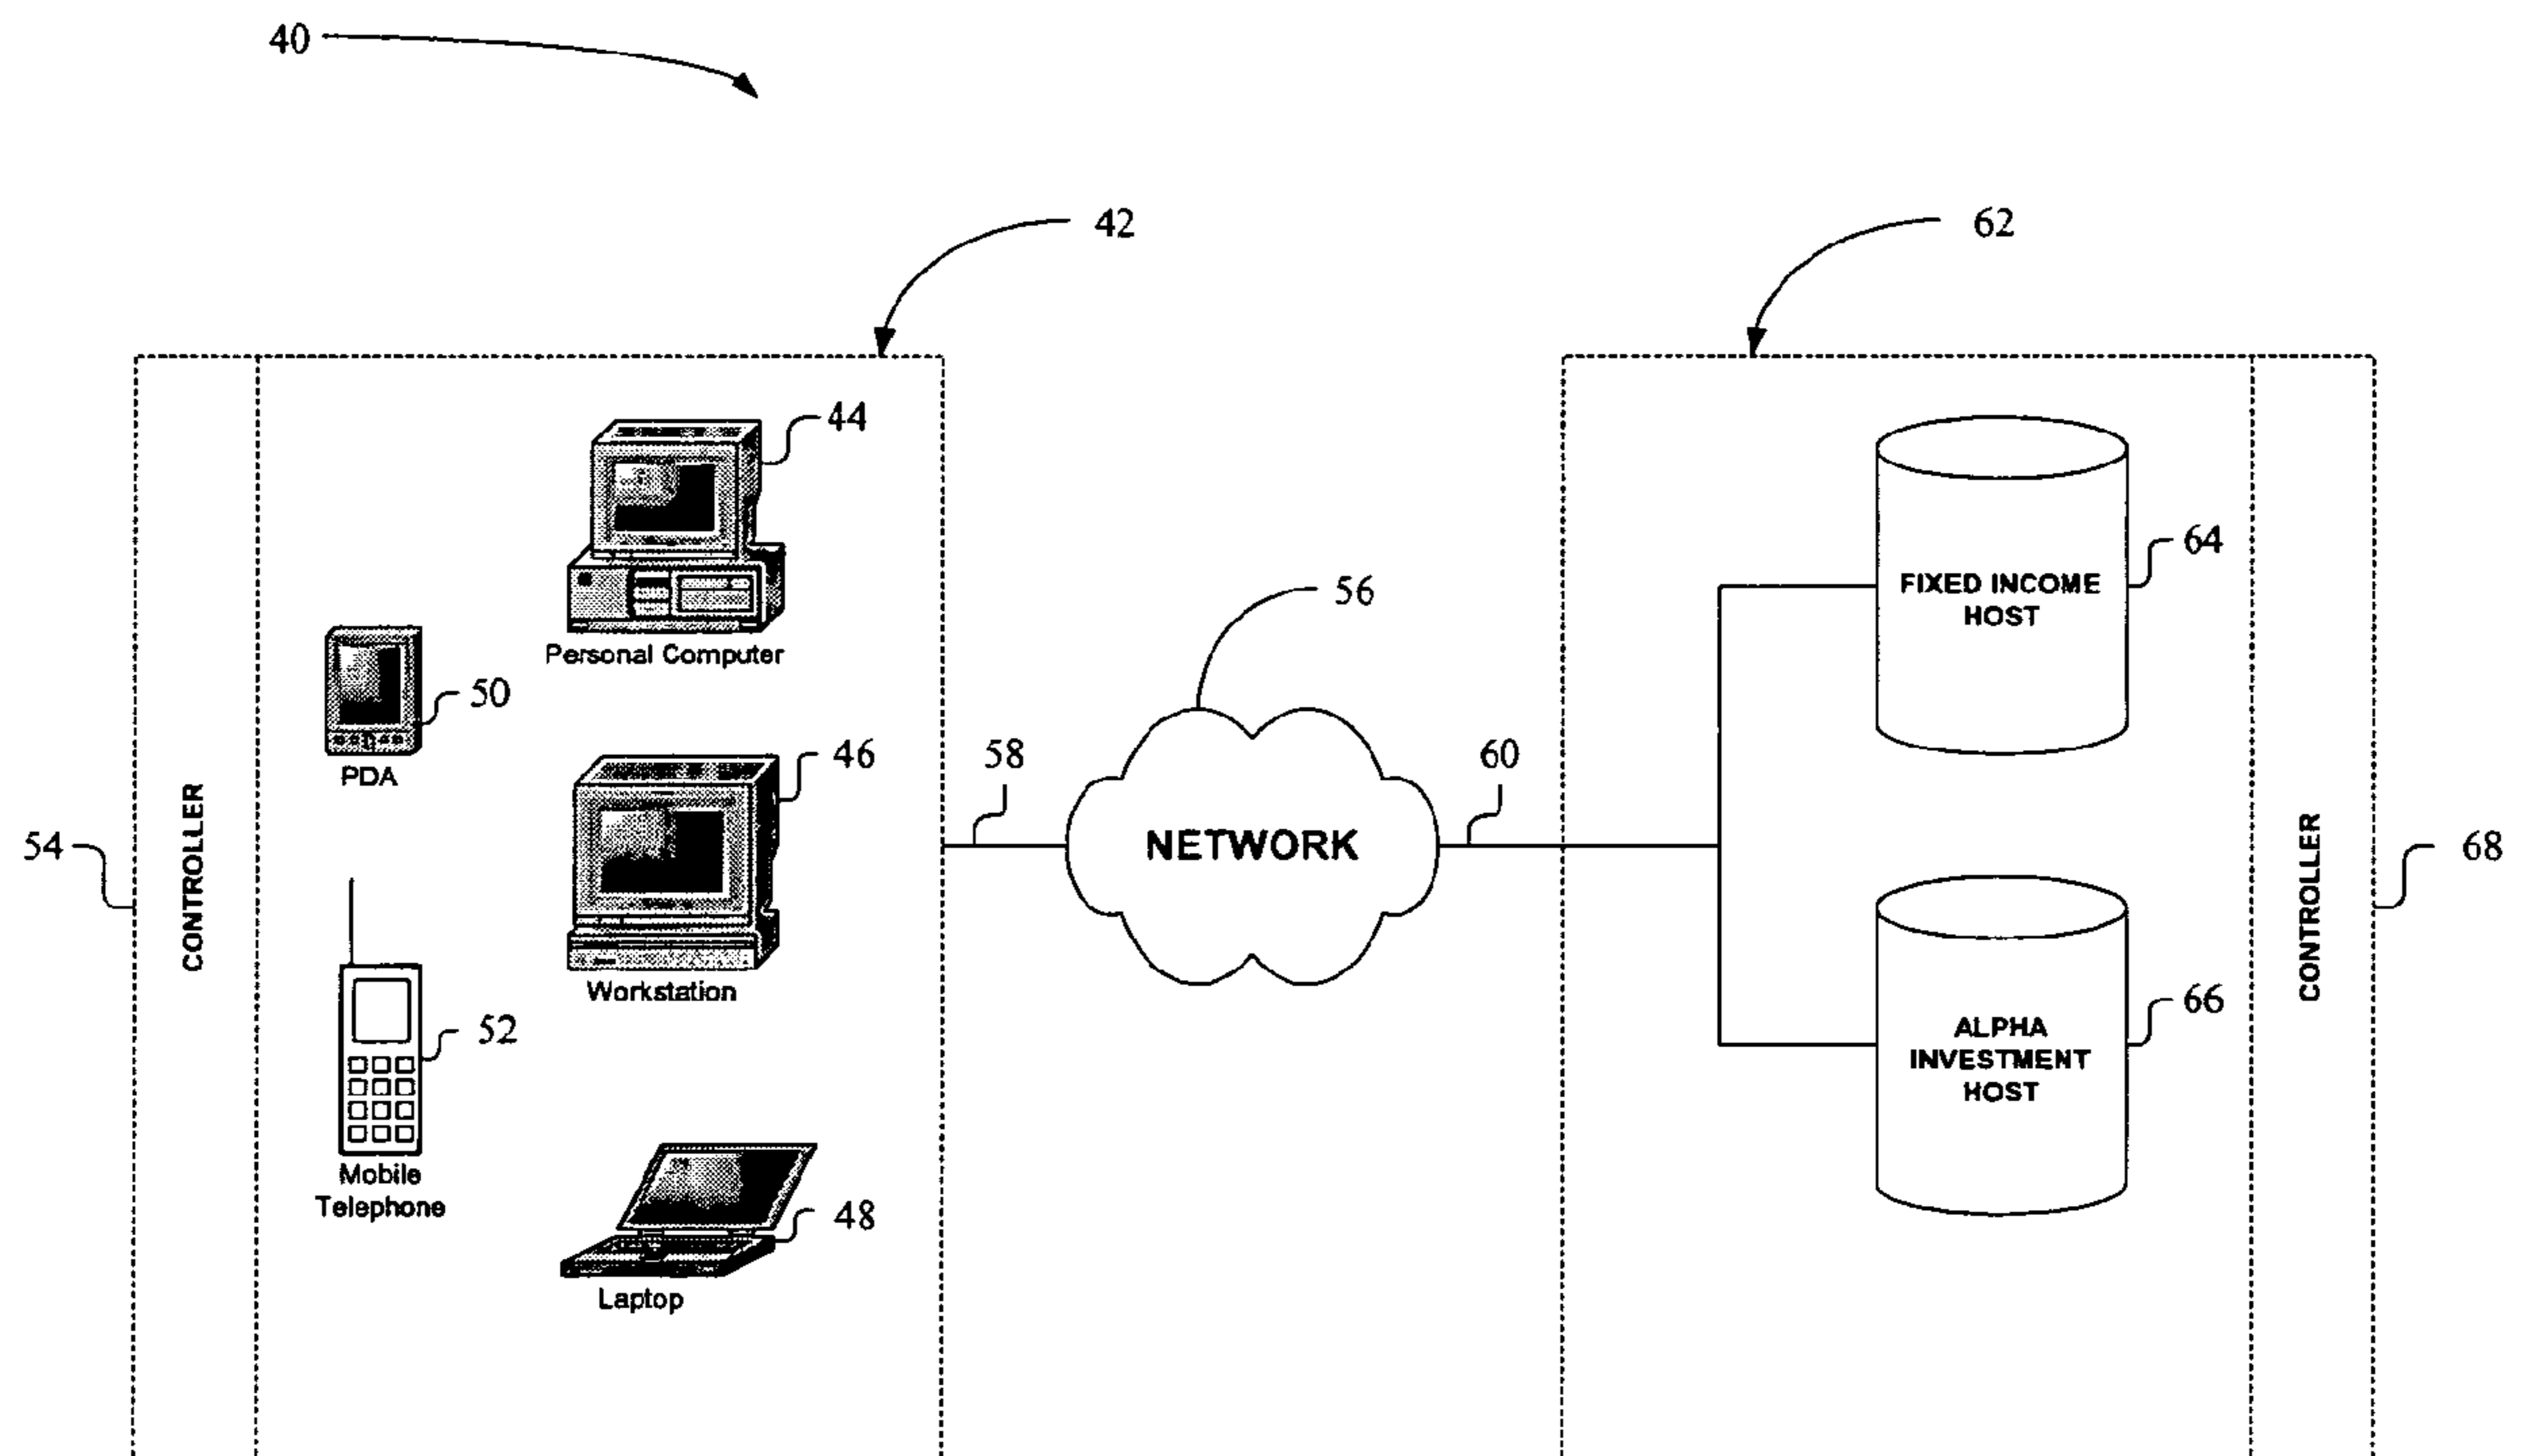 40
42
62
44
Personal Computer
50
PDA
46
Workstation
52
Mobile
Telephone
48
Laptop
54
CONTROLLER
58
56
NETWORK
60
64
FIXED INCOME
HOST
66
ALPHA
INVESTMENT
HOST
CONTROLLER
68